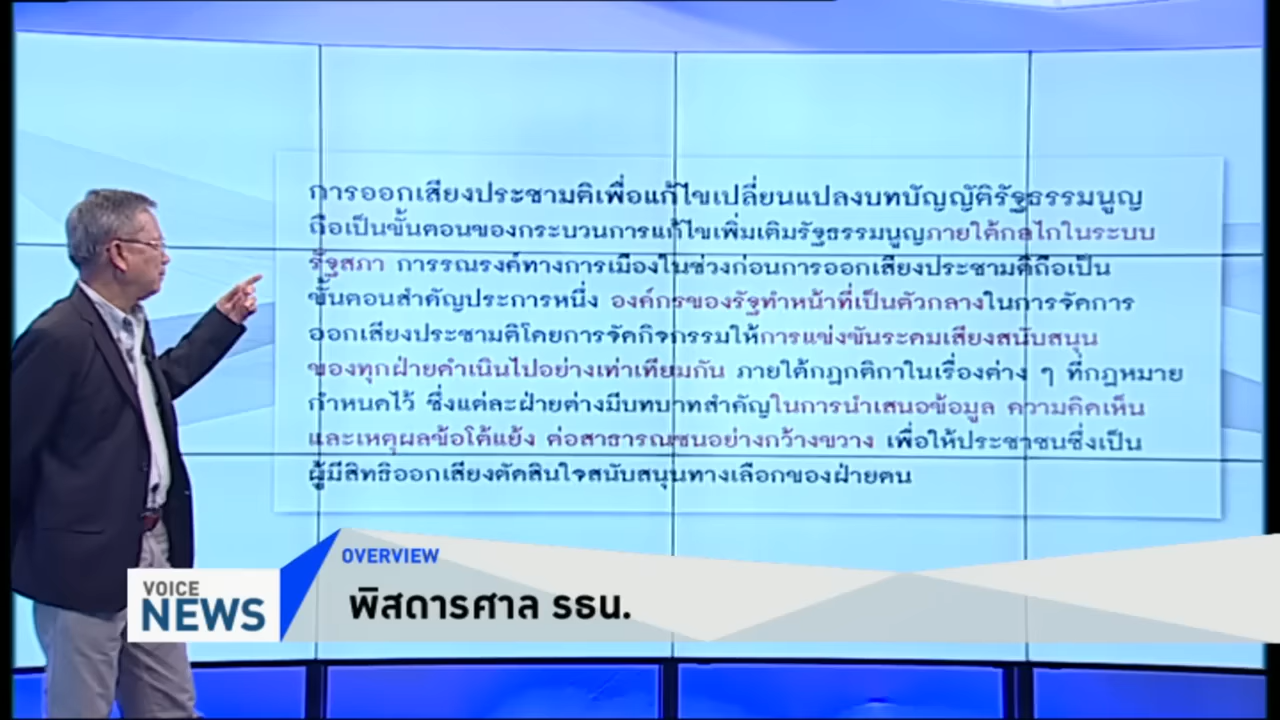 การออกเสียงประชามติเพื่อแก้ไขเปลี่ยนแปลงบทบัญญัติรัฐธรรมนูญ
ถือเป็นขั้นตอนของกระบวนการแก้ไขเพิ่มเติมรัฐธรรมนูญภายใต้กลไกในระบบ
รัฐสภา การรณรงค์ทางการเมืองในช่วงก่อนการออกเสียงประชามติถือเป็น
ขั้นตอนสำคัญประการหนึ่ง องค์กรของรัฐทำหน้าที่เป็นตัวกลางในการจัดการ
ออกเสียงประชามติโดยการจัดกิจกรรมให้การแข่งขันระดมเสียงสนับสนุน
ของทุกฝ่ายดำเนินไปอย่างเท่าเทียมกัน ภายใต้กฎกติกาในเรื่องต่าง ๆ ที่กฎหมาย
กำหนดไว้ ซึ่งแต่ละฝ่ายต่างมีบทบาทสำคัญในการนำเสนอข้อมูล ความคิดเห็น
และเหตุผลข้อโต้แย้ง ต่อสาธารณชนอย่างกว้างขวาง เพื่อให้ประชาชนซึ่งเป็น
ผู้มีสิทธิออกเสียงตัดสินใจสนับสนุนทางเลือกของฝ่ายตน
OVERVIEW
VOICE
NEWS
พิสดารศาล รธน.